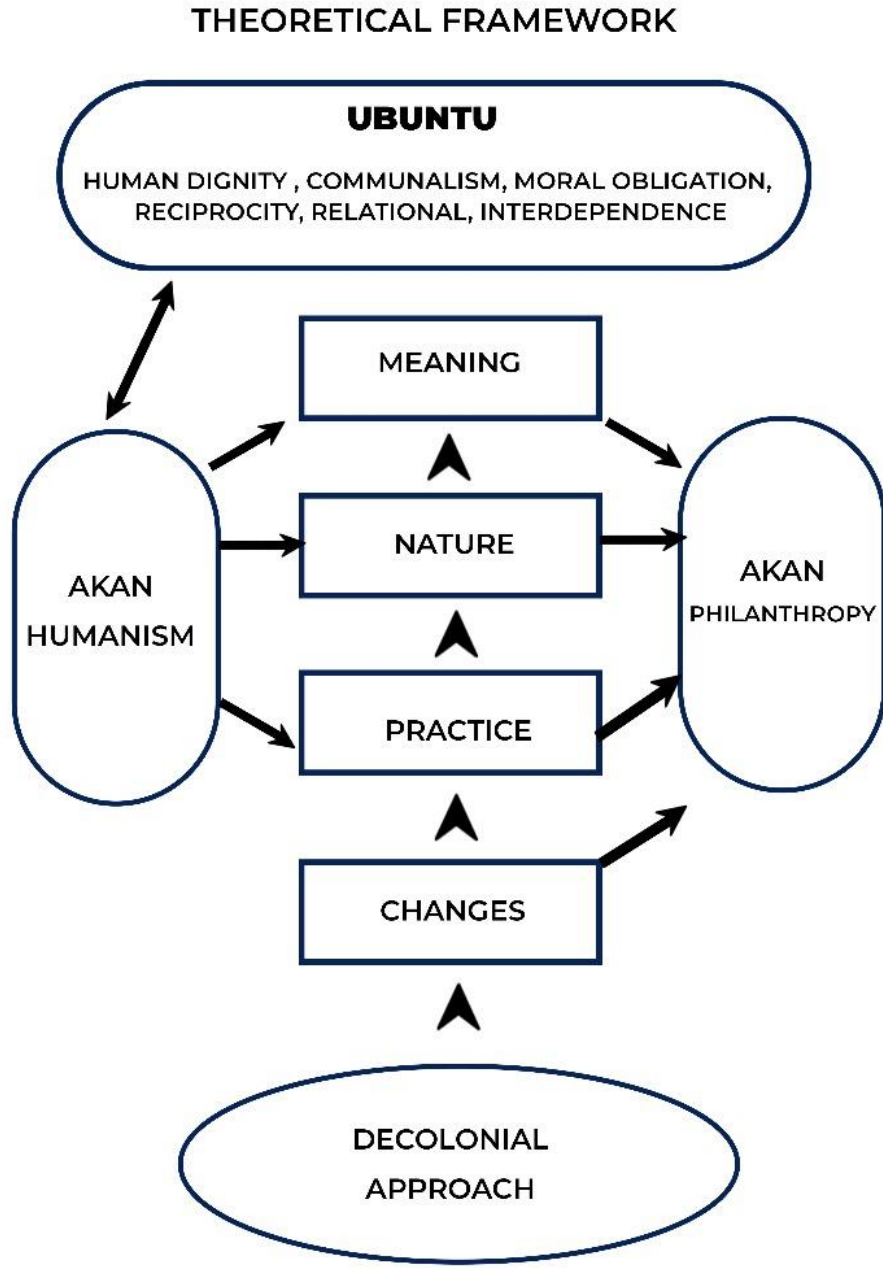 THEORETICAL FRAMEWORK
UBUNTU
HUMAN DIGNITY , COMMUNALISM, MORAL OBLIGATION,
RECIPROCITY, RELATIONAL, INTERDEPENDENCE
MEANING
NATURE
AKAN
HUMANISM
AKAN
PHILANTHROPY
PRACTICE
CHANGES
DECOLONIAL
APPROACH